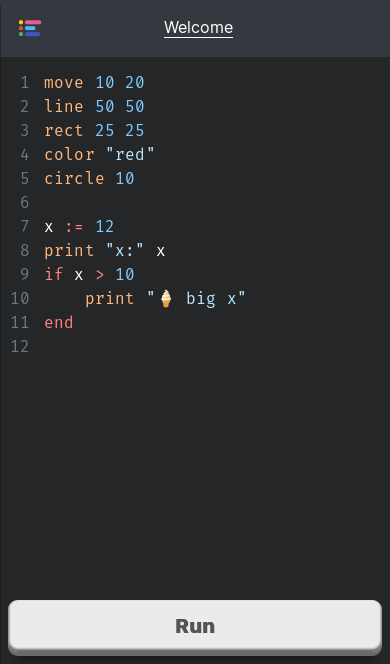 Welcome
1 move 10 20
2 line 50 50
3 rect 25 25
4 color "red"
5 circle 10
6
7 x := 12
8 print "x:" x
9 if x > 10
10     print "🍦 big x"
11 end
12
Run